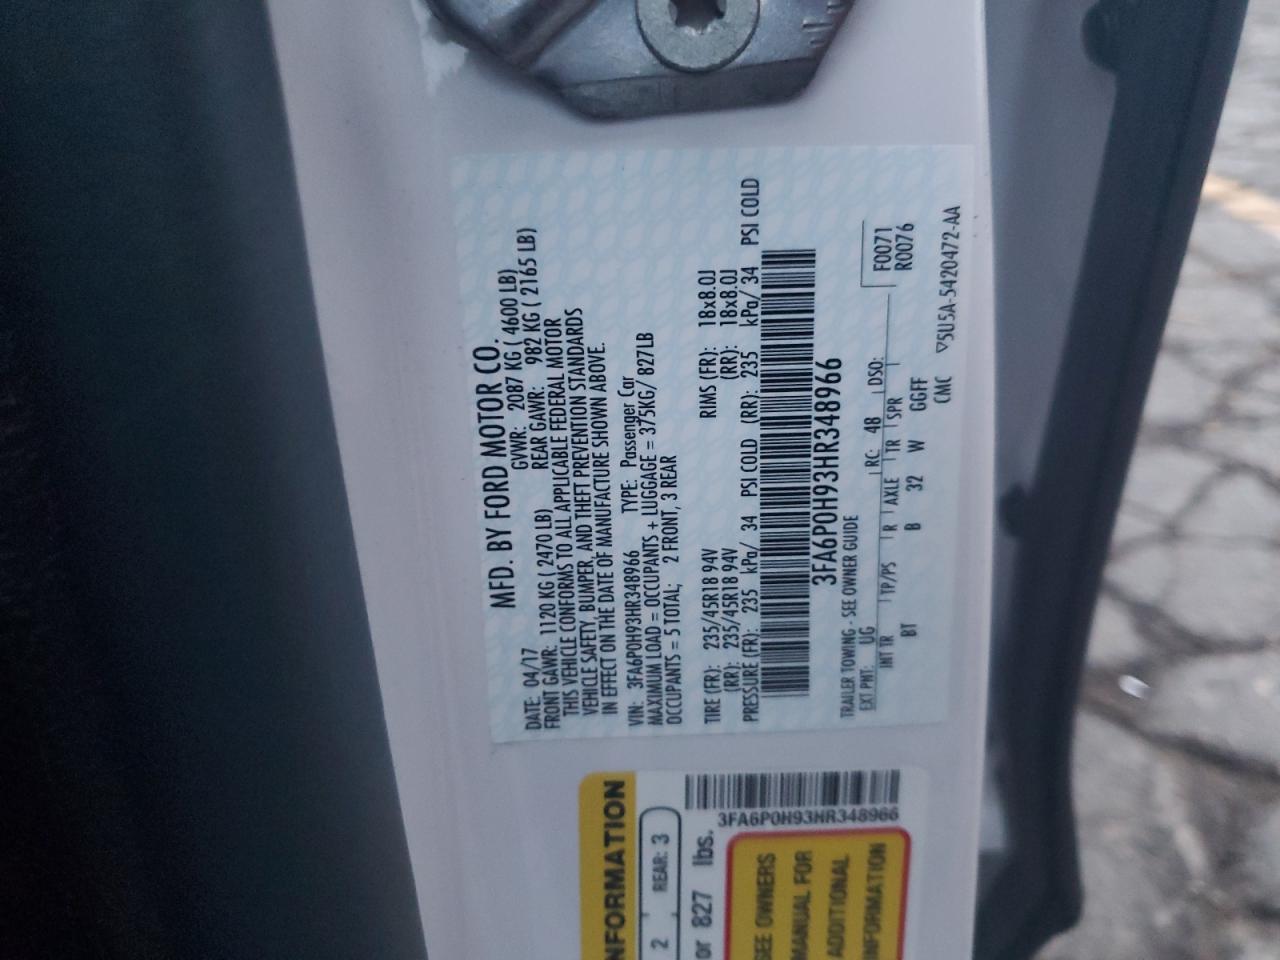 MFD. BY FORD MOTOR CO.
DATE: 04/17 GVWR: 2087 KG ( 4600 LB)
FRONT GAWR: 1120 KG ( 2470 LB) REAR GAWR: 982 KG ( 2165 LB)
THIS VEHICLE CONFORMS TO ALL APPLICABLE FEDERAL MOTOR
VEHICLE SAFETY, BUMPER, AND THEFT PREVENTION STANDARDS
IN EFFECT ON THE DATE OF MANUFACTURE SHOWN ABOVE.
VIN: 3FA6P0H93HR348966 TYPE: Passenger Car
MAXIMUM LOAD = OCCUPANTS + LUGGAGE = 375KG/ 827LB
OCCUPANTS = 5 TOTAL; 2 FRONT, 3 REAR
TIRE (FR): 235/45R18 94V RIMS (FR): 18x8.0J
(RR): 235/45R18 94V (RR): 18x8.0J
PRESSURE (FR): 235 kPa/ 34 PSI COLD (RR): 235 kPa/ 34 PSI COLD
3FA6P0H93HR348966
F0071
R0076
TRAILER TOWING - SEE OWNER GUIDE
EXT PNT: UG RC: 48 DSO:
INT TR TP/PS R AXLE TR SPR
BT B 32 W GGFF
CMC ▽5U5A-5420472-AA
NFORMATION
2 REAR: 3
or 827 lbs.
3FA6P0H93HR348966
SEE OWNERS
MANUAL FOR
ADDITIONAL
INFORMATION